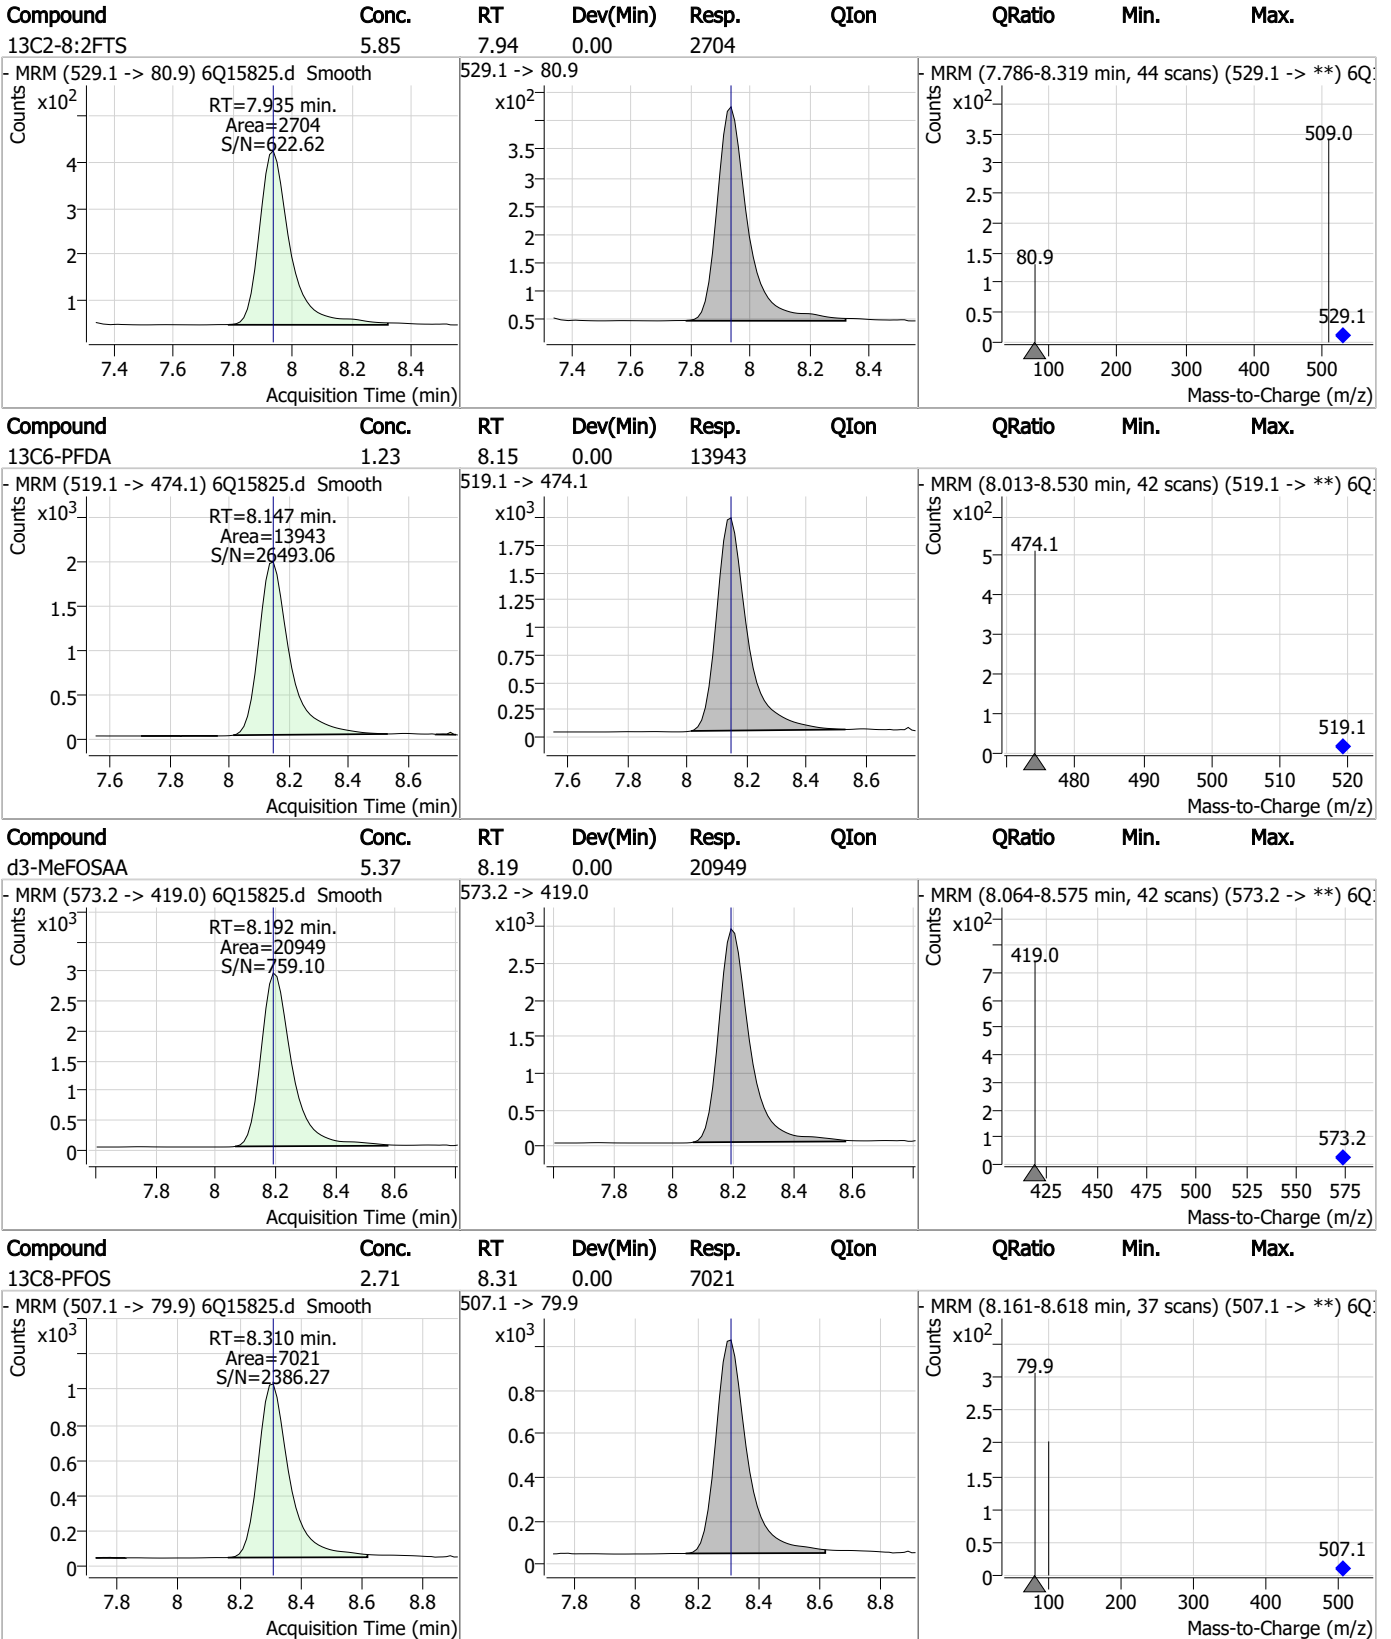 Compound Conc. RT Dev(Min) Resp. QIon QRatio Min. Max.
13C2-8:2FTS 5.85 7.94 0.00 2704
- MRM (529.1 -> 80.9) 6Q15825.d Smooth
529.1 -> 80.9
- MRM (7.786-8.319 min, 44 scans) (529.1 -> **) 6Q1
Counts x10² RT=7.935 min. Area=2704 S/N=622.62
4
3
2
1
7.4 7.6 7.8 8 8.2 8.4
Acquisition Time (min)
x10²
3.5
3
2.5
2
1.5
1
0.5
7.4 7.6 7.8 8 8.2 8.4
Counts x10²
3.5
3
2.5
2
1.5
1
0.5
0
80.9 509.0 529.1
100 200 300 400 500
Mass-to-Charge (m/z)
Compound Conc. RT Dev(Min) Resp. QIon QRatio Min. Max.
13C6-PFDA 1.23 8.15 0.00 13943
- MRM (519.1 -> 474.1) 6Q15825.d Smooth
519.1 -> 474.1
- MRM (8.013-8.530 min, 42 scans) (519.1 -> **) 6Q1
Counts x10³ RT=8.147 min. Area=13943 S/N=26493.06
2
1.5
1
0.5
0
7.6 7.8 8 8.2 8.4 8.6
Acquisition Time (min)
x10³
1.75
1.5
1.25
1
0.75
0.5
0.25
0
7.6 7.8 8 8.2 8.4 8.6
Counts x10²
5
4
3
2
1
0
474.1 519.1
480 490 500 510 520
Mass-to-Charge (m/z)
Compound Conc. RT Dev(Min) Resp. QIon QRatio Min. Max.
d3-MeFOSAA 5.37 8.19 0.00 20949
- MRM (573.2 -> 419.0) 6Q15825.d Smooth
573.2 -> 419.0
- MRM (8.064-8.575 min, 42 scans) (573.2 -> **) 6Q1
Counts x10³ RT=8.192 min. Area=20949 S/N=759.10
3
2.5
2
1.5
1
0.5
0
7.8 8 8.2 8.4 8.6
Acquisition Time (min)
x10³
2.5
2
1.5
1
0.5
0
7.8 8 8.2 8.4 8.6
Counts x10²
7
6
5
4
3
2
1
0
419.0 573.2
425 450 475 500 525 550 575
Mass-to-Charge (m/z)
Compound Conc. RT Dev(Min) Resp. QIon QRatio Min. Max.
13C8-PFOS 2.71 8.31 0.00 7021
- MRM (507.1 -> 79.9) 6Q15825.d Smooth
507.1 -> 79.9
- MRM (8.161-8.618 min, 37 scans) (507.1 -> **) 6Q1
Counts x10³ RT=8.310 min. Area=7021 S/N=2386.27
1
0.8
0.6
0.4
0.2
0
7.8 8 8.2 8.4 8.6 8.8
Acquisition Time (min)
x10³
0.8
0.6
0.4
0.2
0
7.8 8 8.2 8.4 8.6 8.8
Counts x10²
3
2.5
2
1.5
1
0.5
0
79.9 507.1
100 200 300 400 500
Mass-to-Charge (m/z)